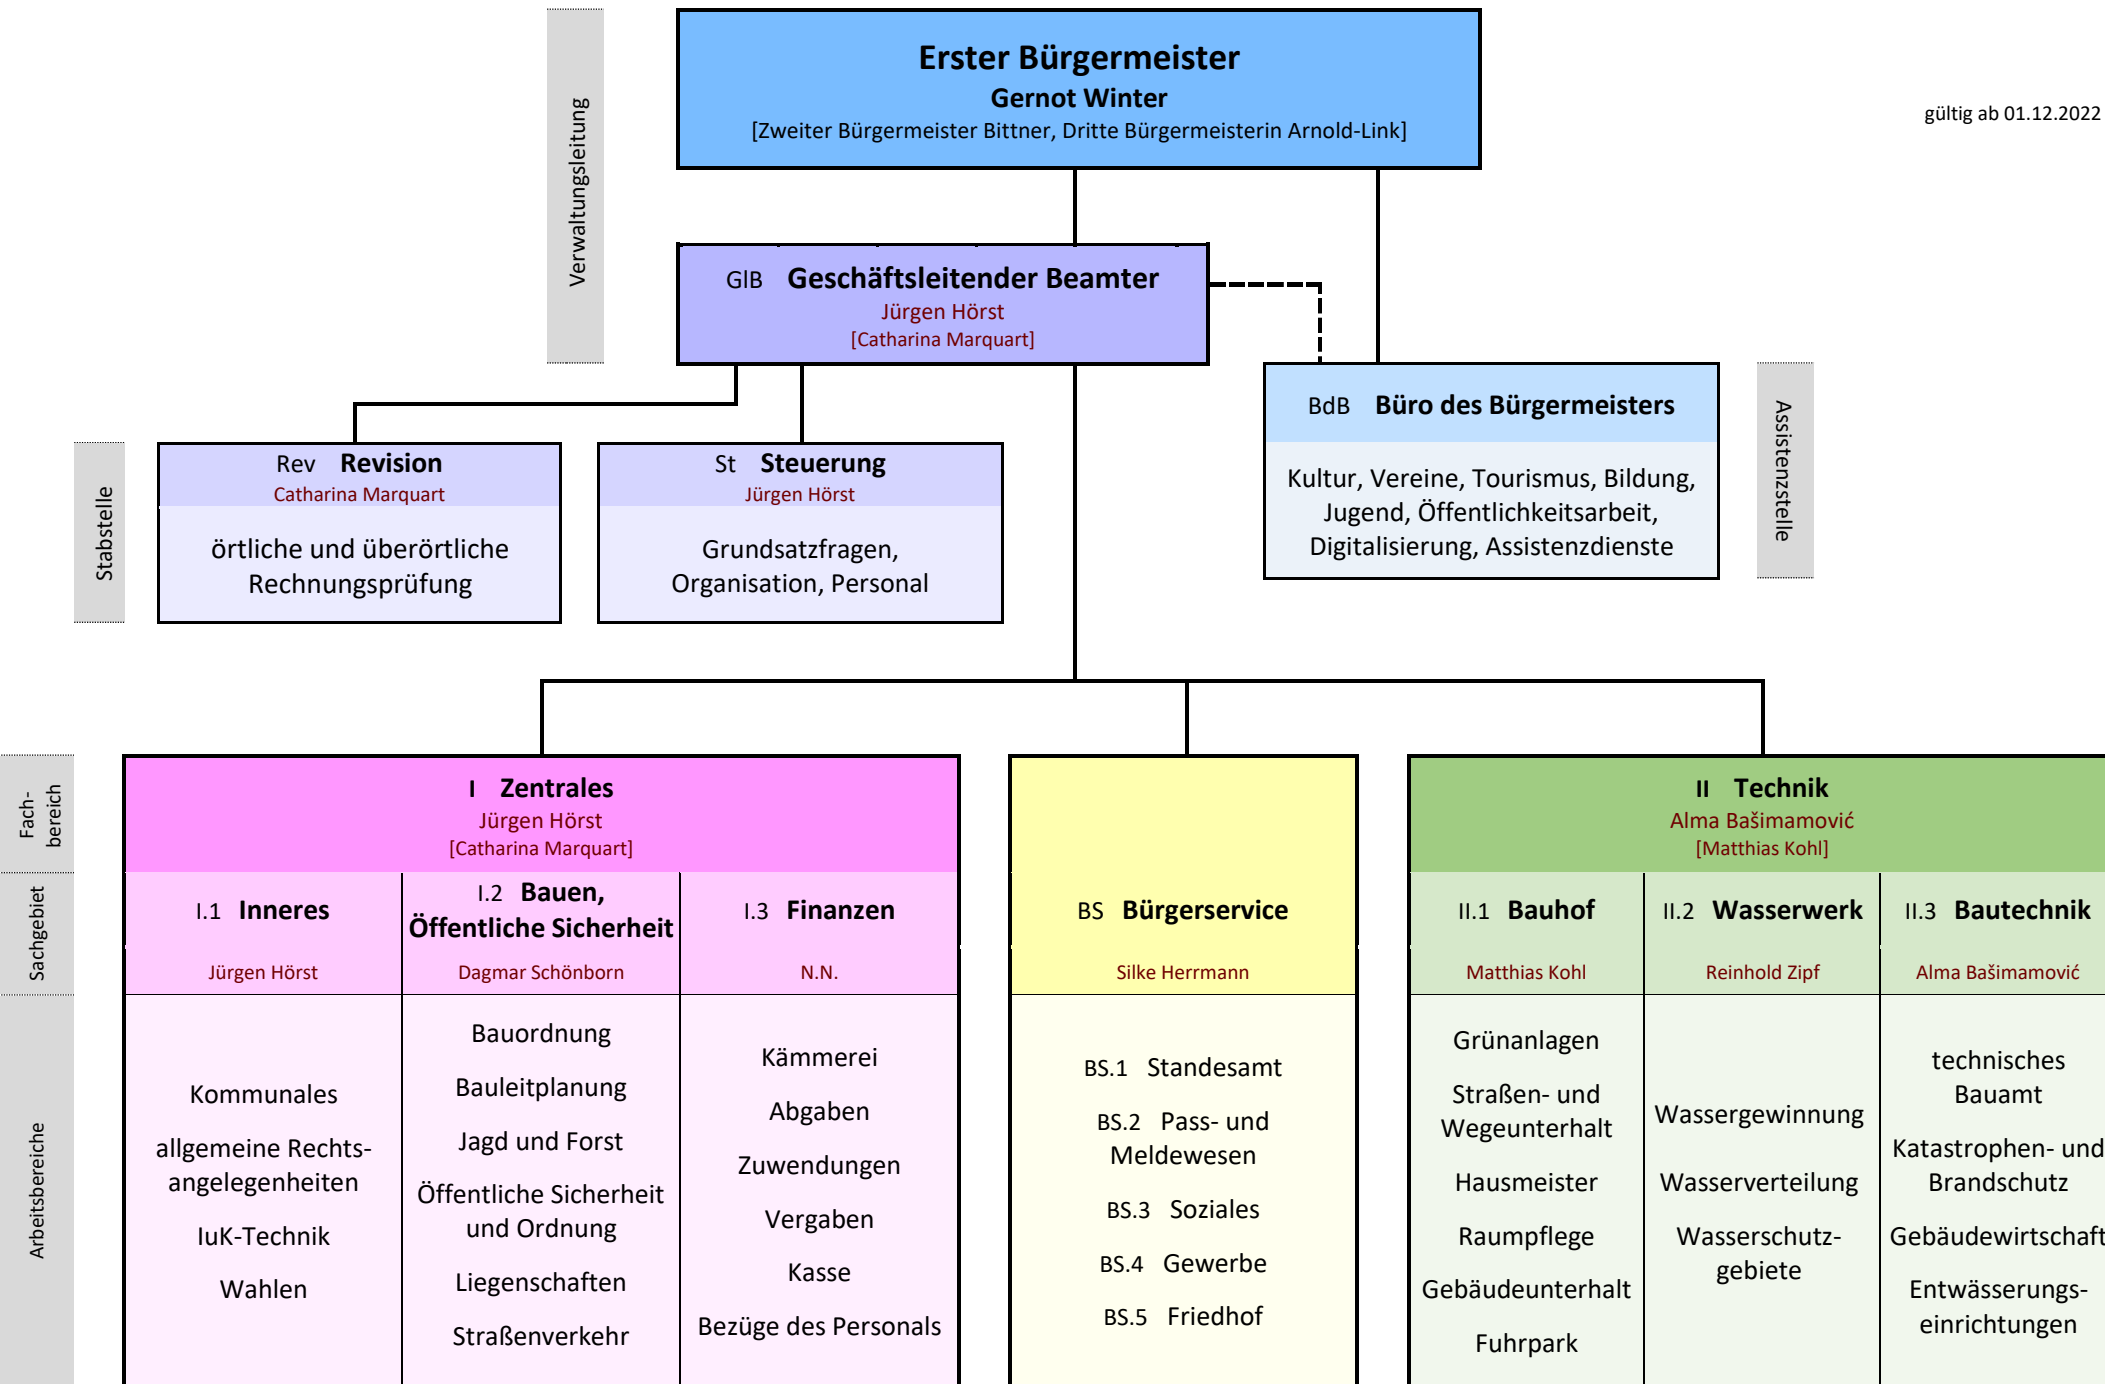 Erster Bürgermeister
Gernot Winter
[Zweiter Bürgermeister Bittner, Dritte Bürgermeisterin Arnold-Link]
gültig ab 01.12.2022
Verwaltungsleitung
GlB Geschäftsleitender Beamter
Jürgen Hörst
[Catharina Marquart]
Stabstelle
Rev Revision
Catharina Marquart
örtliche und überörtliche
Rechnungsprüfung
St Steuerung
Jürgen Hörst
Grundsatzfragen,
Organisation, Personal
BdB Büro des Bürgermeisters
Kultur, Vereine, Tourismus, Bildung,
Jugend, Öffentlichkeitsarbeit,
Digitalisierung, Assistenzdienste
Assistenzstelle
Fach-
bereich
Sachgebiet
Arbeitsbereiche
I Zentrales
Jürgen Hörst
[Catharina Marquart]
I.1 Inneres
Jürgen Hörst
Kommunales
allgemeine Rechts-
angelegenheiten
IuK-Technik
Wahlen
I.2 Bauen,
Öffentliche Sicherheit
Dagmar Schönborn
Bauordnung
Bauleitplanung
Jagd und Forst
Öffentliche Sicherheit
und Ordnung
Liegenschaften
Straßenverkehr
I.3 Finanzen
N.N.
Kämmerei
Abgaben
Zuwendungen
Vergaben
Kasse
Bezüge des Personals
BS Bürgerservice
Silke Herrmann
BS.1 Standesamt
BS.2 Pass- und
Meldewesen
BS.3 Soziales
BS.4 Gewerbe
BS.5 Friedhof
II Technik
Alma Bašimamović
[Matthias Kohl]
II.1 Bauhof
Matthias Kohl
Grünanlagen
Straßen- und
Wegeunterhalt
Hausmeister
Raumpflege
Gebäudeunterhalt
Fuhrpark
II.2 Wasserwerk
Reinhold Zipf
Wassergewinnung
Wasserverteilung
Wasserschutz-
gebiete
II.3 Bautechnik
Alma Bašimamović
technisches
Bauamt
Katastrophen- und
Brandschutz
Gebäudewirtschaft
Entwässerungs-
einrichtungen